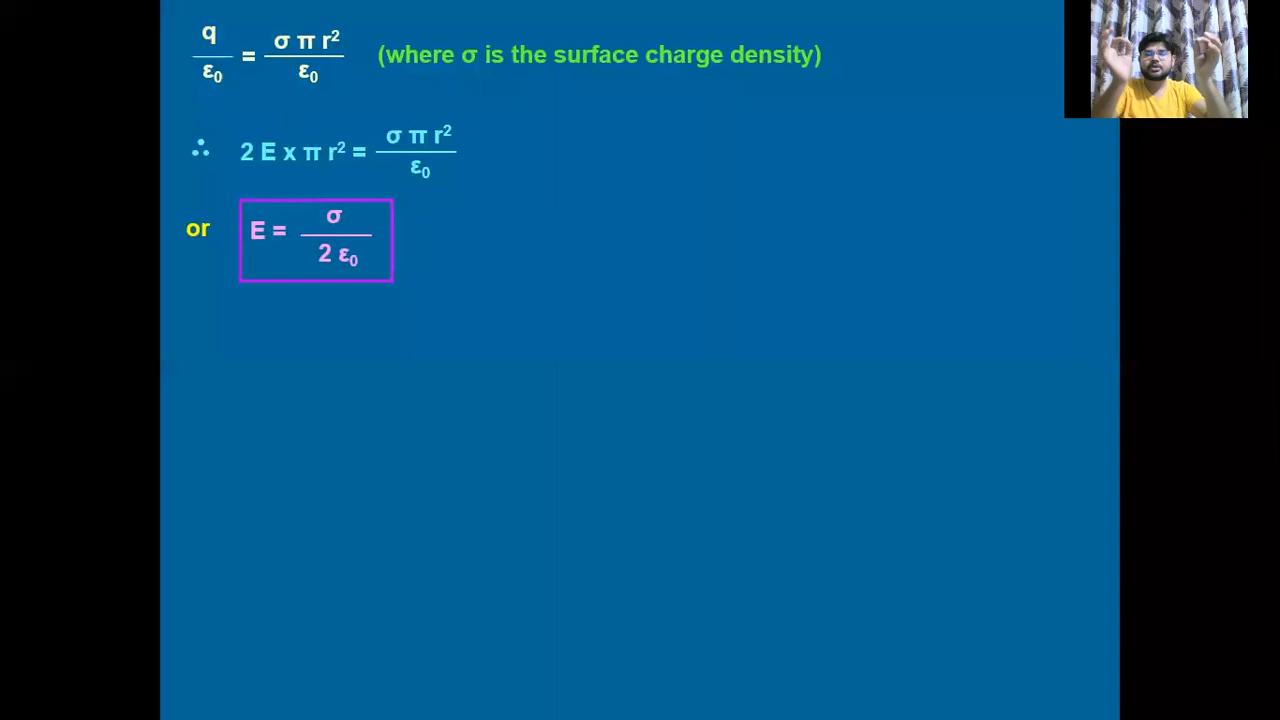 q/ε₀ = σ π r²/ε₀ (where σ is the surface charge density)
∴ 2 E x π r² = σ π r²/ε₀
or E = σ/2 ε₀